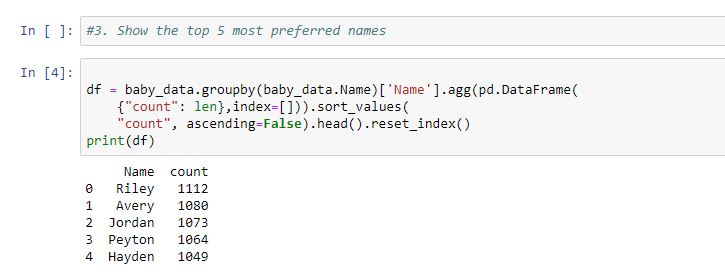 In [ ]: #3. Show the top 5 most preferred names
In [4]:
df = baby_data.groupby(baby_data.Name)['Name'].agg(pd.DataFrame(
    {"count": len},index=[])).sort_values(
    "count", ascending=False).head().reset_index()
print(df)
     Name  count
0   Riley   1112
1   Avery   1080
2  Jordan   1073
3  Peyton   1064
4  Hayden   1049